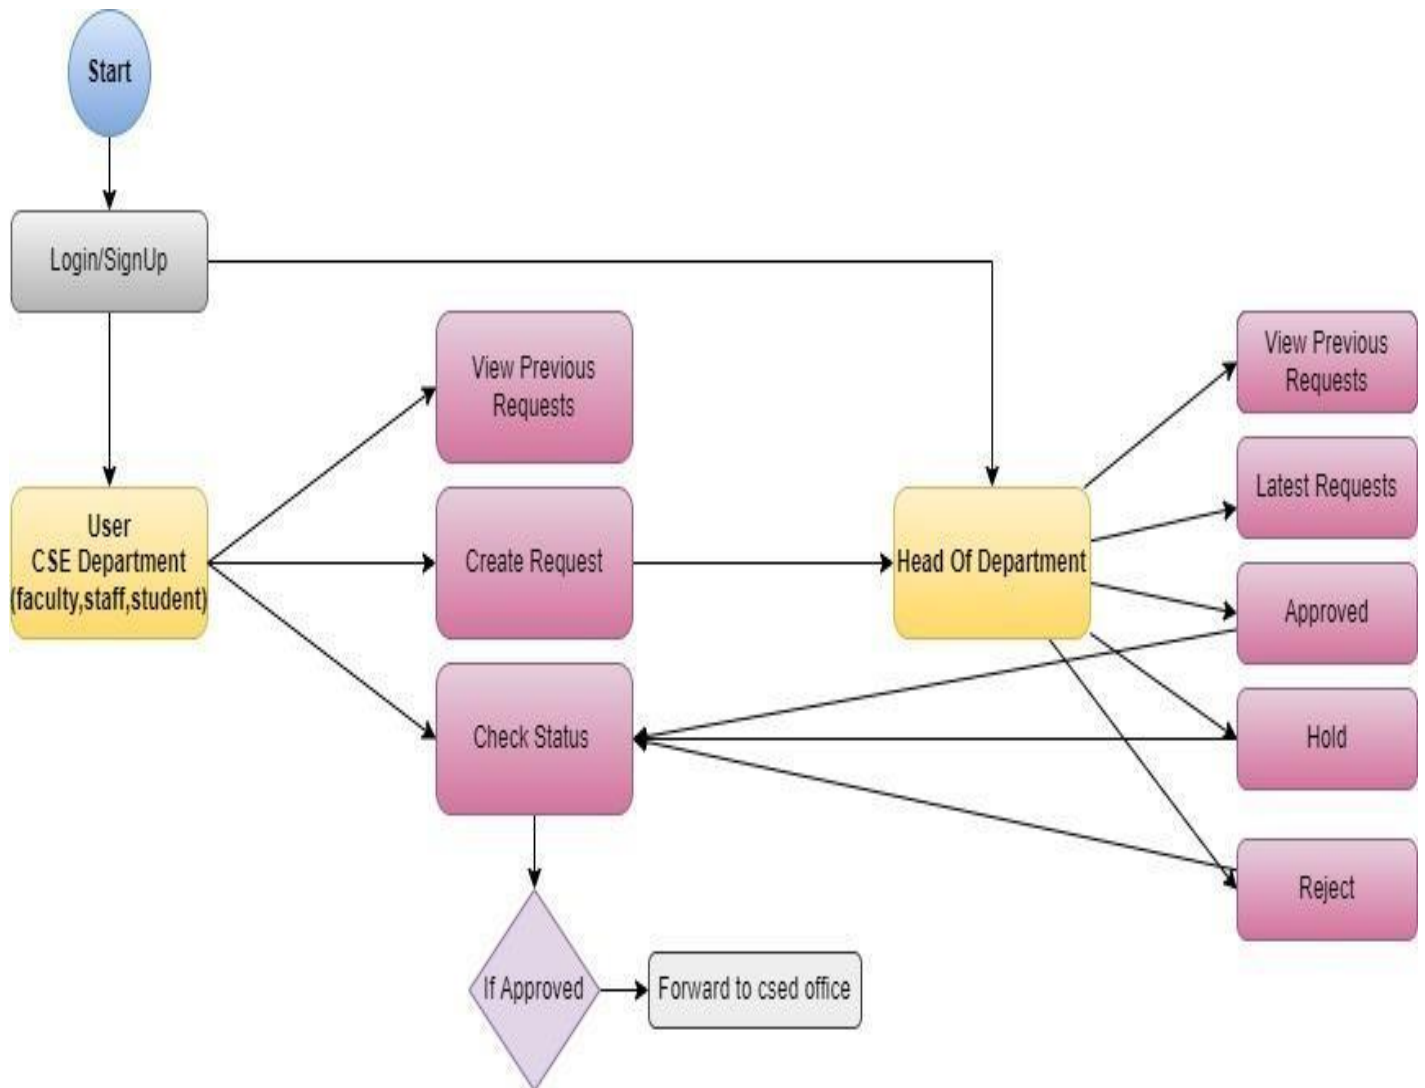 Start
Login/SignUp
View Previous
Requests
View Previous
Requests
Latest Requests
User
CSE Department
(faculty,staff,student)
Create Request
Head Of Department
Approved
Check Status
Hold
Reject
If Approved
Forward to csed office